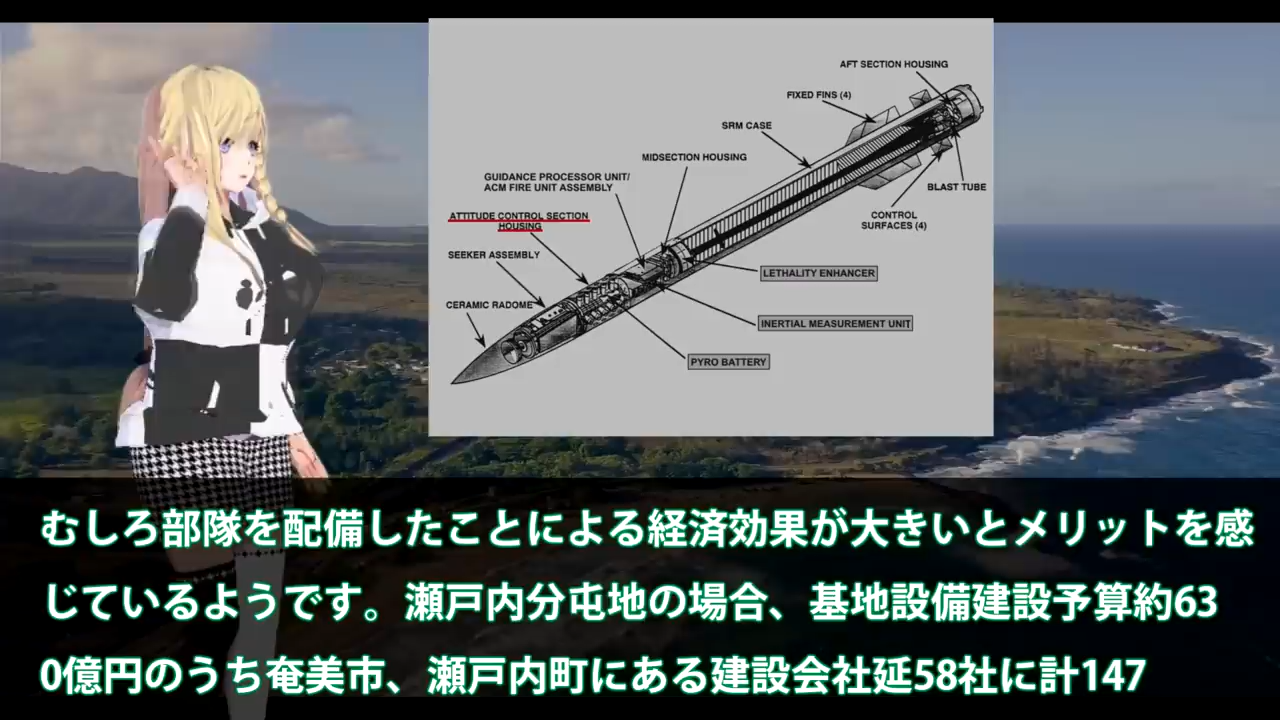 AFT SECTION HOUSING
FIXED FINS (4)
SRM CASE
MIDSECTION HOUSING
GUIDANCE PROCESSOR UNIT/
ACM FIRE UNIT ASSEMBLY
BLAST TUBE
ATTITUDE CONTROL SECTION
HOUSING
CONTROL
SURFACES (4)
SEEKER ASSEMBLY
LETHALITY ENHANCER
CERAMIC RADOME
INERTIAL MEASUREMENT UNIT
PYRO BATTERY
むしろ部隊を配備したことによる経済効果が大きいとメリットを感
じているようです。瀬戸内分屯地の場合、基地設備建設予算約63
0億円のうち奄美市、瀬戸内町にある建設会社延58社に計147